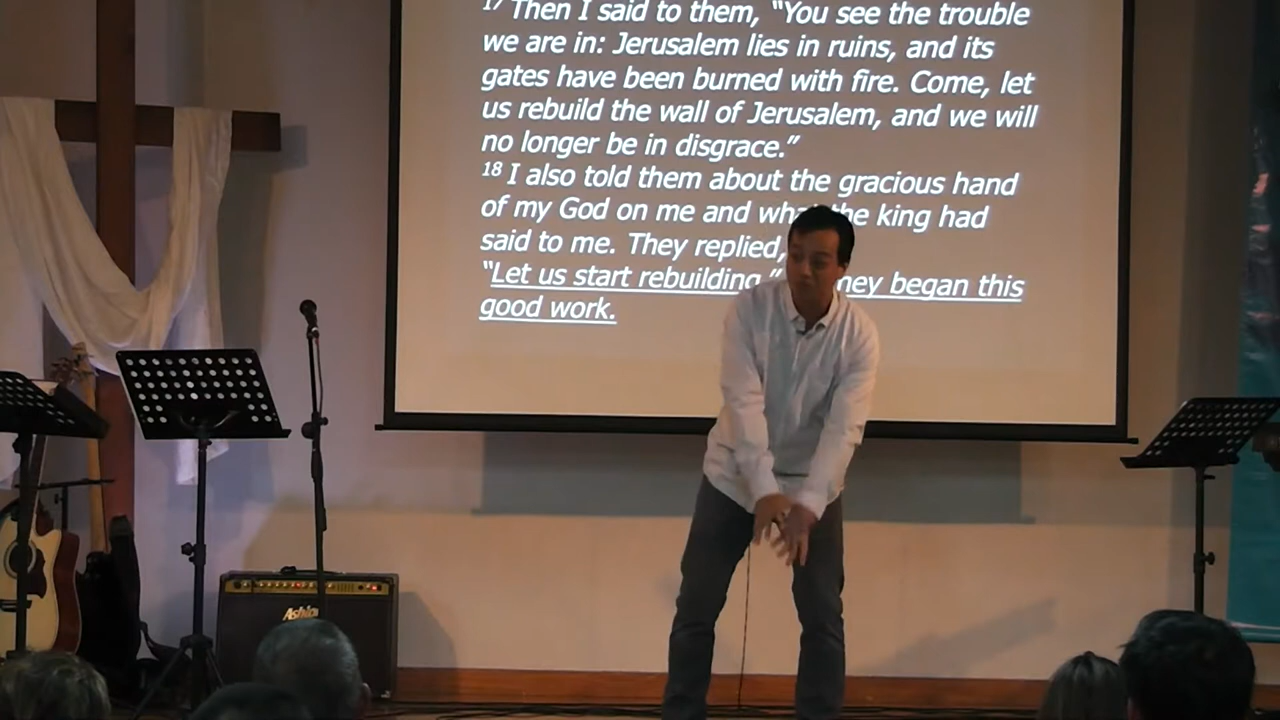 17 Then I said to them, “You see the trouble
we are in: Jerusalem lies in ruins, and its
gates have been burned with fire. Come, let
us rebuild the wall of Jerusalem, and we will
no longer be in disgrace.”
18 I also told them about the gracious hand
of my God on me and what the king had
said to me. They replied,
“Let us start rebuilding.” they began this
good work.
Ashton